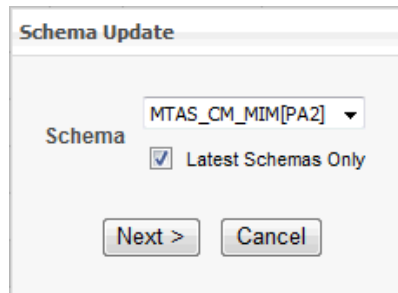 Schema Update
MTAS_CM_MIM[PA2]
Schema
Latest Schemas Only
Next > Cancel